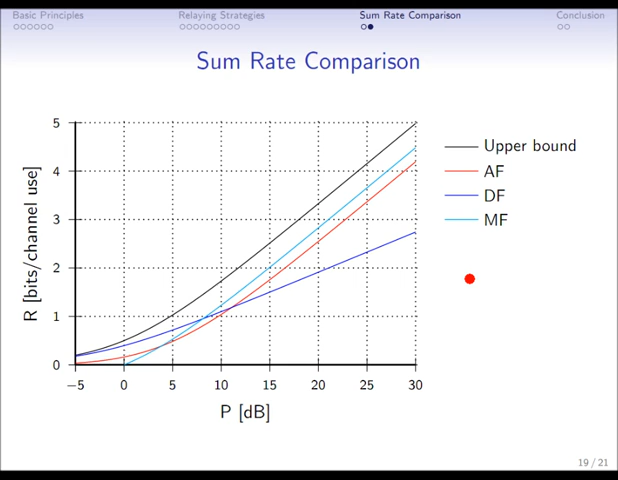 Basic Principles Relaying Strategies Sum Rate Comparison Conclusion
Sum Rate Comparison
5
4
3
2
1
0
R [bits/channel use]
−5 0 5 10 15 20 25 30
P [dB]
Upper bound
AF
DF
MF
19 / 21